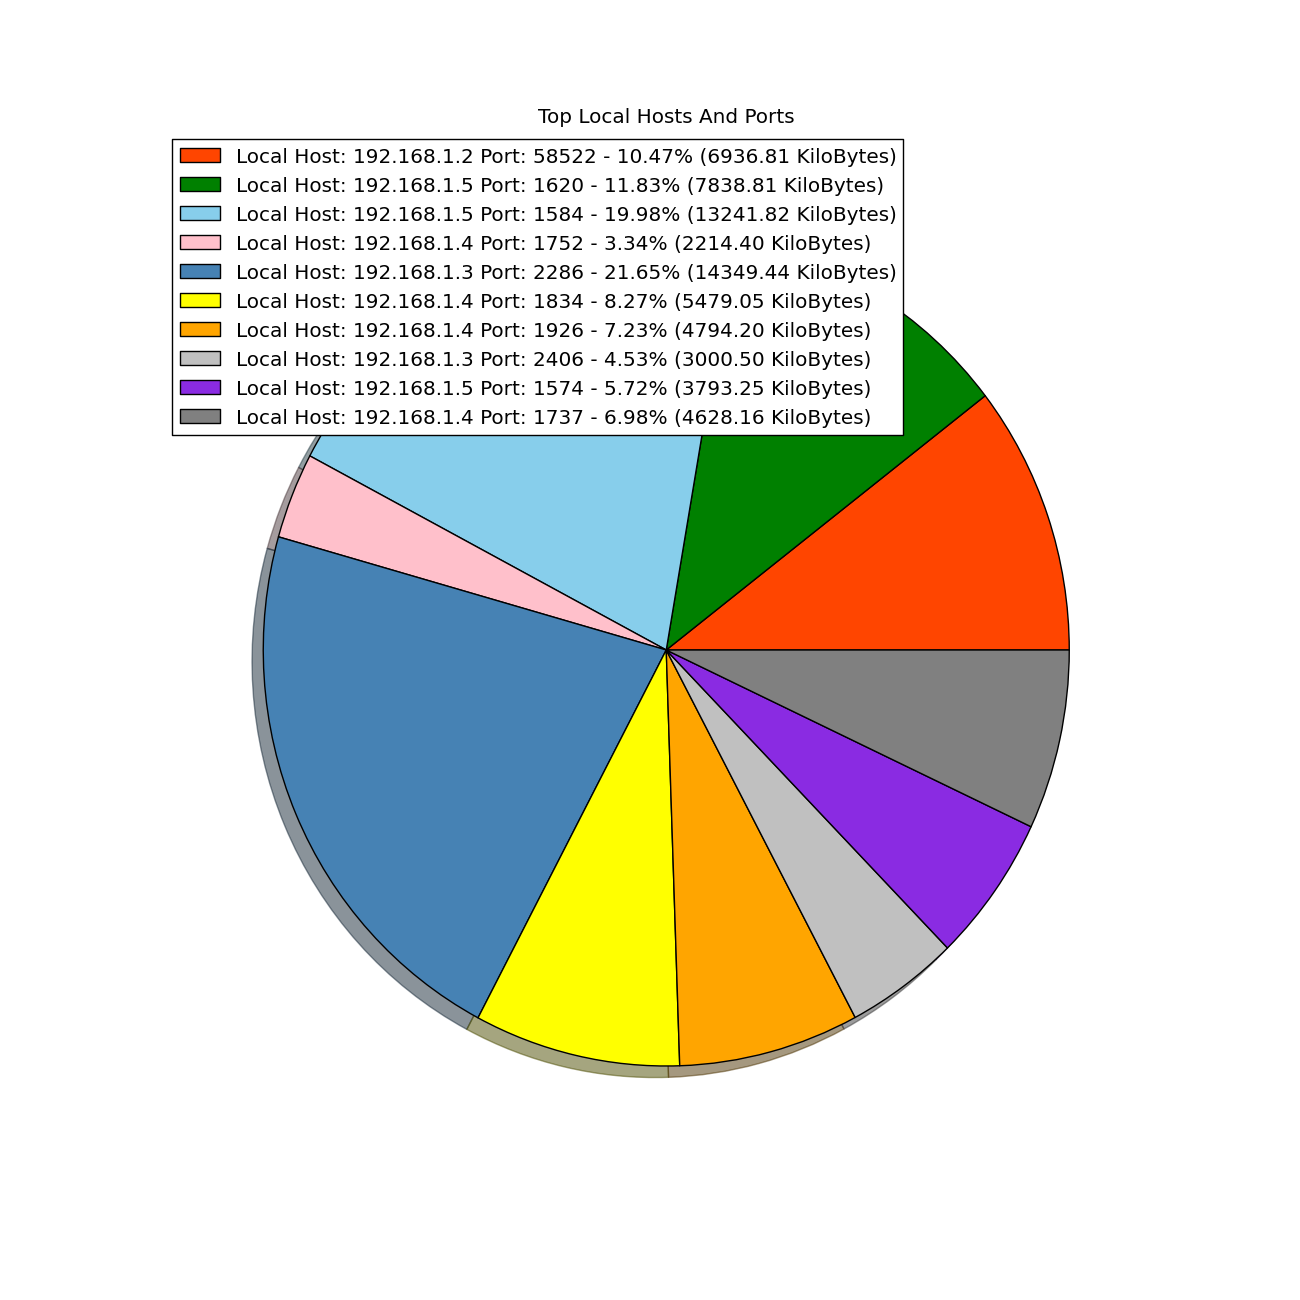 Top Local Hosts And Ports
Local Host: 192.168.1.2 Port: 58522 - 10.47% (6936.81 KiloBytes)
Local Host: 192.168.1.5 Port: 1620 - 11.83% (7838.81 KiloBytes)
Local Host: 192.168.1.5 Port: 1584 - 19.98% (13241.82 KiloBytes)
Local Host: 192.168.1.4 Port: 1752 - 3.34% (2214.40 KiloBytes)
Local Host: 192.168.1.3 Port: 2286 - 21.65% (14349.44 KiloBytes)
Local Host: 192.168.1.4 Port: 1834 - 8.27% (5479.05 KiloBytes)
Local Host: 192.168.1.4 Port: 1926 - 7.23% (4794.20 KiloBytes)
Local Host: 192.168.1.3 Port: 2406 - 4.53% (3000.50 KiloBytes)
Local Host: 192.168.1.5 Port: 1574 - 5.72% (3793.25 KiloBytes)
Local Host: 192.168.1.4 Port: 1737 - 6.98% (4628.16 KiloBytes)